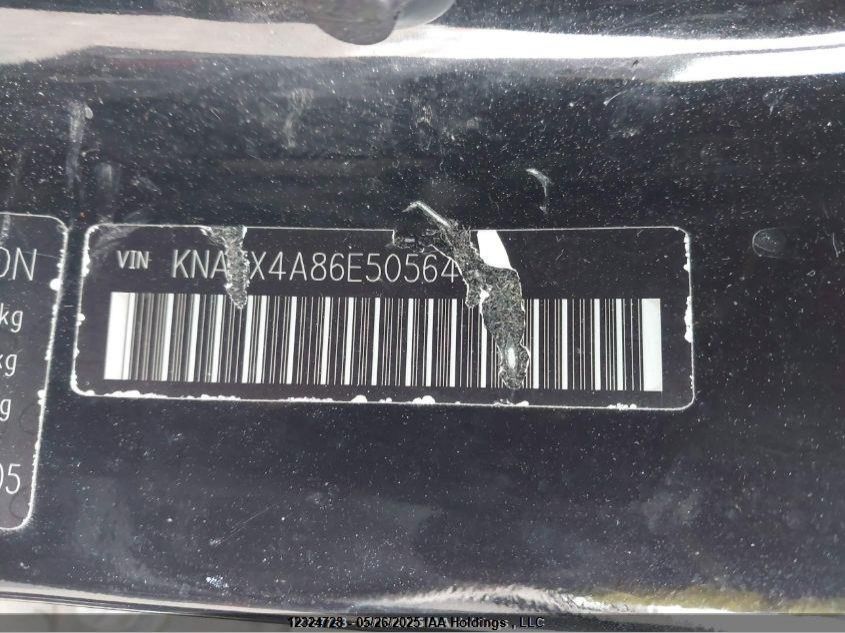 ON
kg
kg
g
05
VIN KNA X4A86E50564
12324723 - 05/26/2025 IAA Holdings , LLC